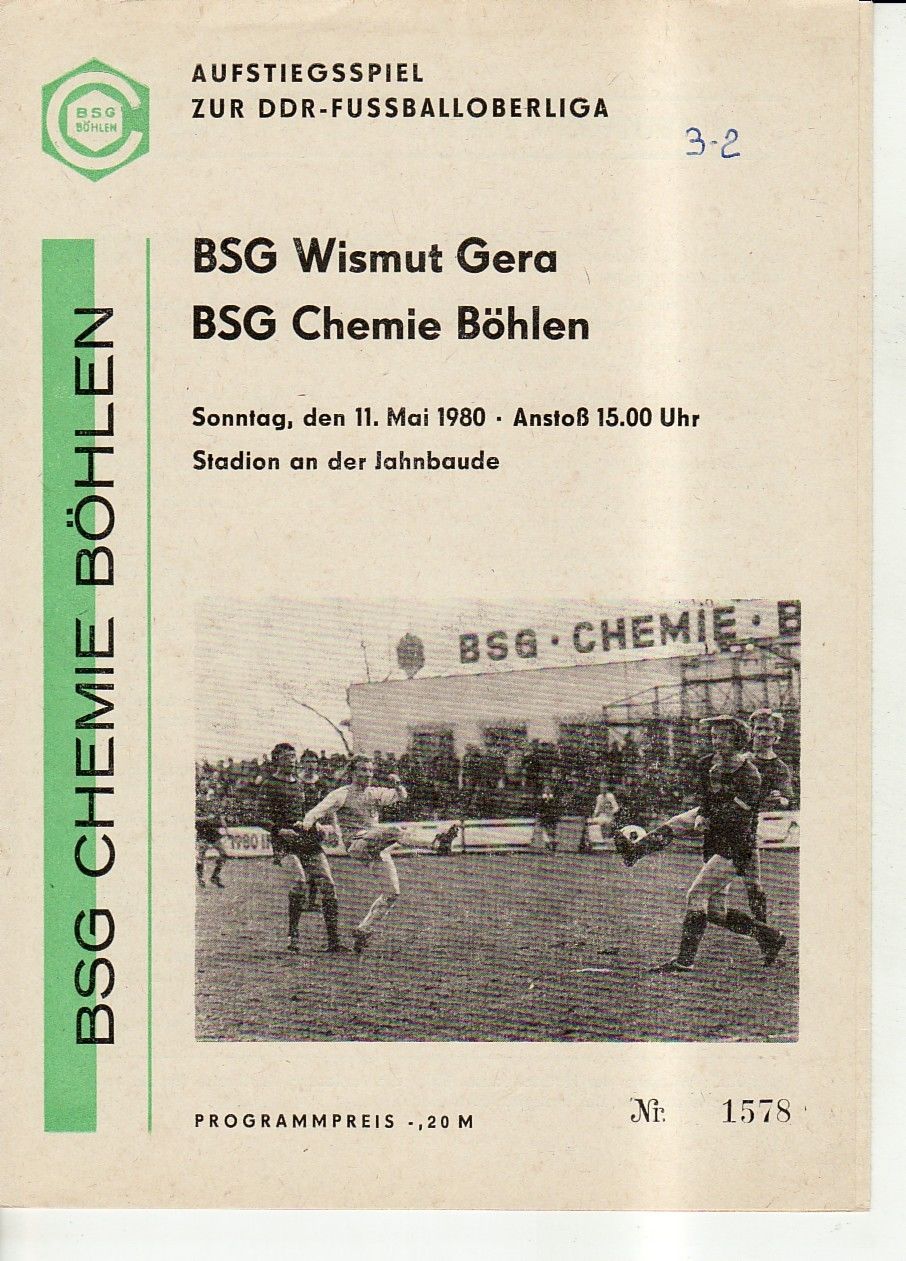 BSG
BÖHLEN
AUFSTIEGSSPIEL
ZUR DDR-FUSSBALLOBERLIGA
3-2
BSG Wismut Gera
BSG Chemie Böhlen
Sonntag, den 11. Mai 1980 · Anstoß 15.00 Uhr
Stadion an der Jahnbaude
BSG CHEMIE BÖHLEN
BSG · CHEMIE · B
1980 I
PROGRAMMPREIS -,20 M
Nr. 1578